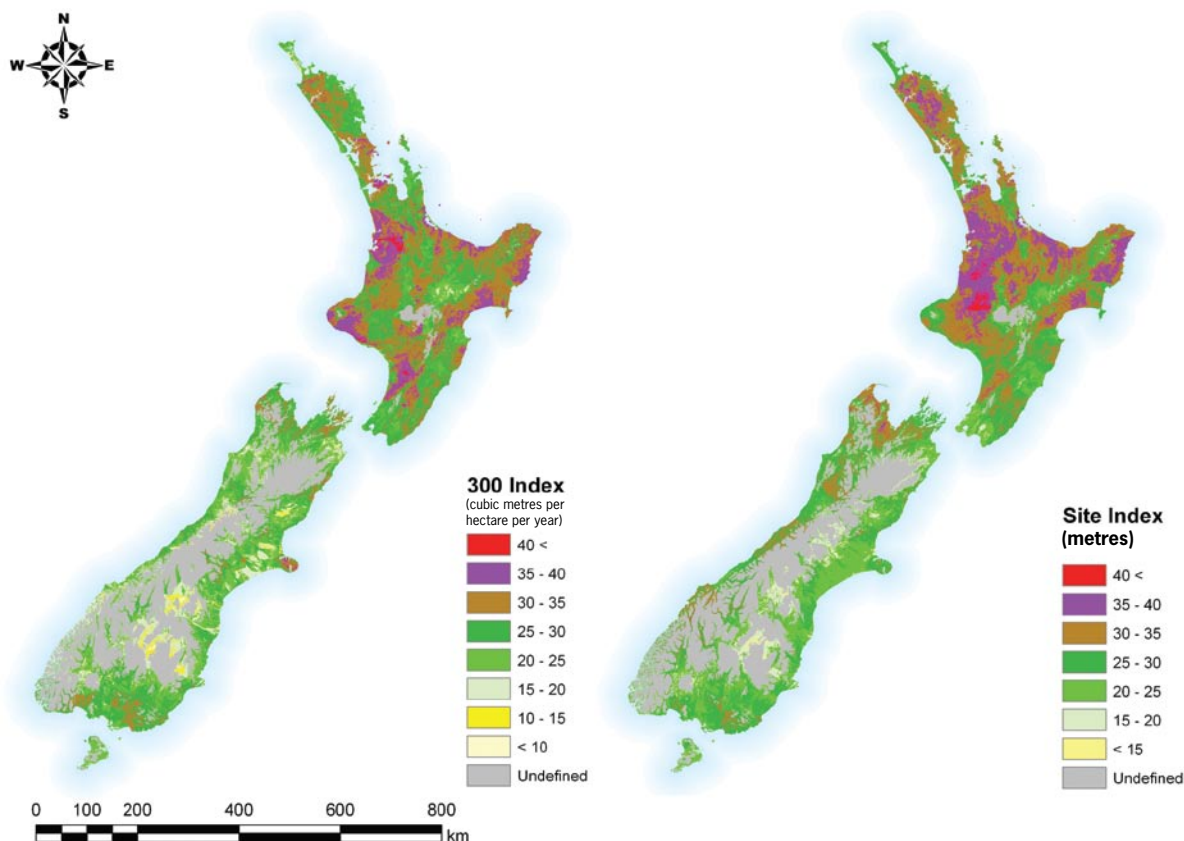 N
W E
S
300 Index
(cubic metres per
hectare per year)
40 <
35 - 40
30 - 35
25 - 30
20 - 25
15 - 20
10 - 15
< 10
Undefined
0 100 200 400 600 800
km
Site Index
(metres)
40 <
35 - 40
30 - 35
25 - 30
20 - 25
15 - 20
< 15
Undefined